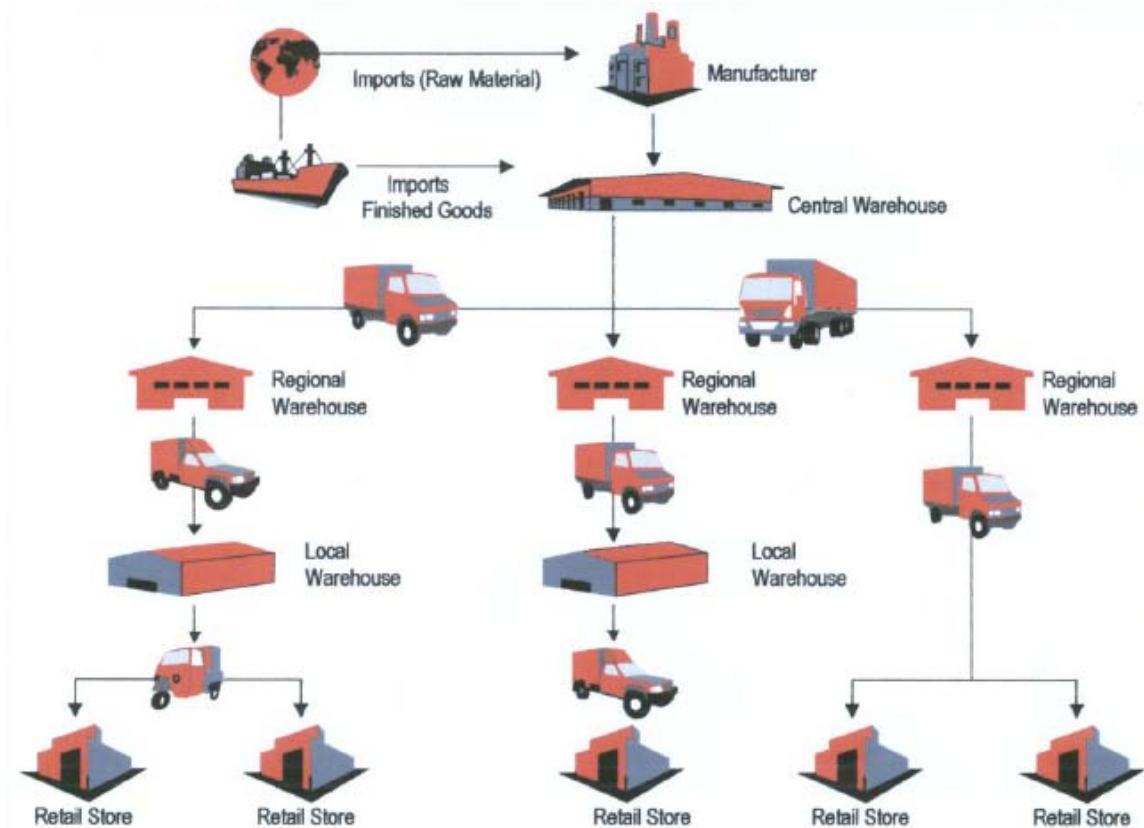 Imports (Raw Material)
Manufacturer
Imports
Finished Goods
Central Warehouse
Regional
Warehouse
Regional
Warehouse
Regional
Warehouse
Local
Warehouse
Local
Warehouse
Retail Store
Retail Store
Retail Store
Retail Store
Retail Store